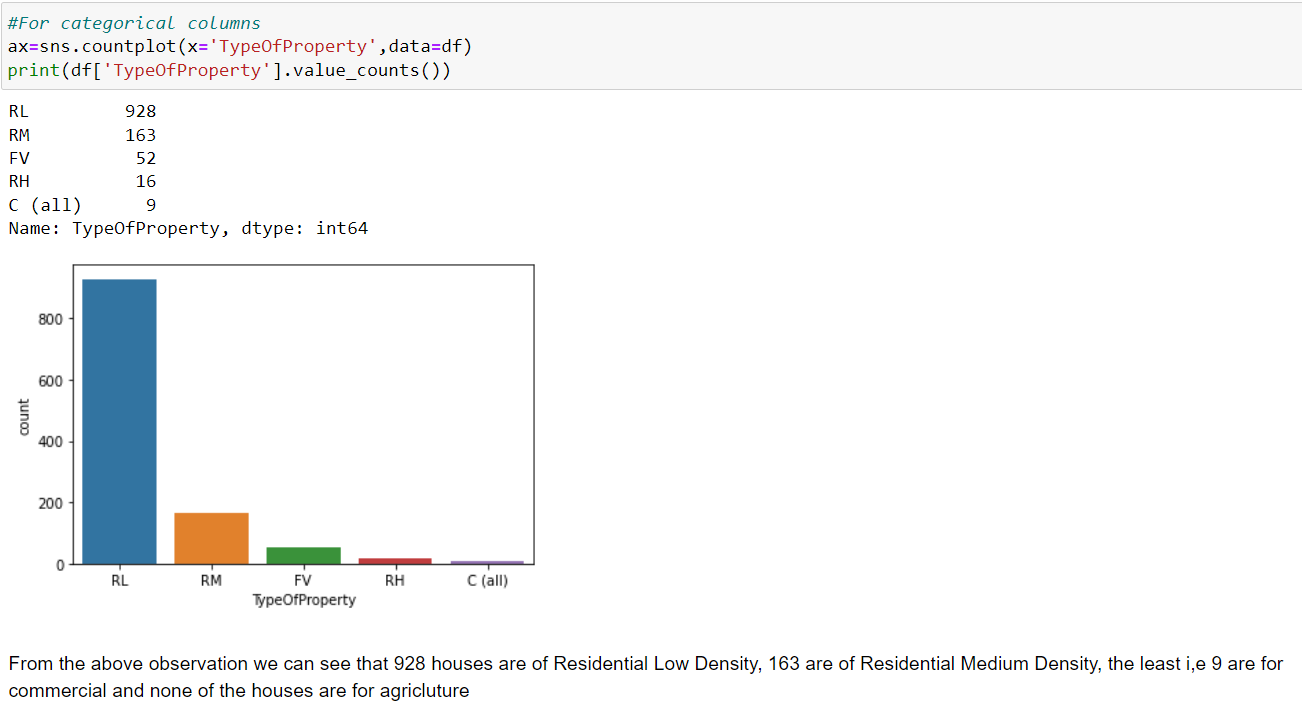 #For categorical columns
ax=sns.countplot(x='TypeOfProperty',data=df)
print(df['TypeOfProperty'].value_counts())
RL 928
RM 163
FV 52
RH 16
C (all) 9
Name: TypeOfProperty, dtype: int64
800
600
400
200
0
count
RL RM FV RH C (all)
TypeOfProperty
From the above observation we can see that 928 houses are of Residential Low Density, 163 are of Residential Medium Density, the least i,e 9 are for
commercial and none of the houses are for agricluture